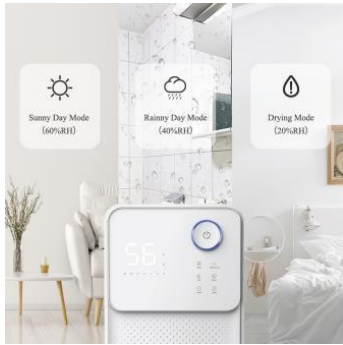 Sunny Day Mode
(60%RH)
Rainny Day Mode
(40%RH)
Drying Mode
(20%RH)
56